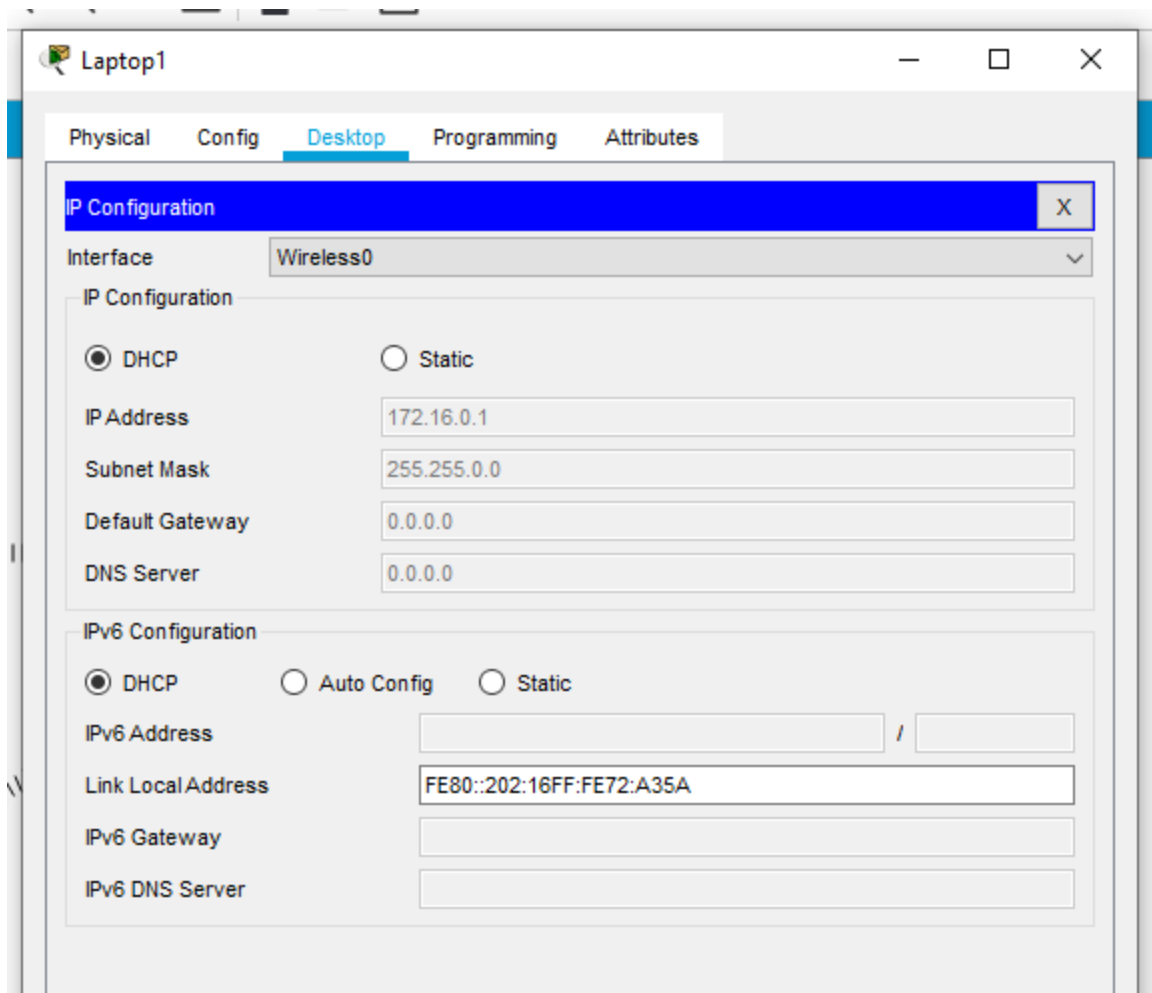 Laptop1
Physical Config Desktop Programming Attributes
IP Configuration X
Interface Wireless0
IP Configuration
DHCP Static
IP Address 172.16.0.1
Subnet Mask 255.255.0.0
Default Gateway 0.0.0.0
DNS Server 0.0.0.0
IPv6 Configuration
DHCP Auto Config Static
IPv6 Address /
Link Local Address FE80::202:16FF:FE72:A35A
IPv6 Gateway
IPv6 DNS Server